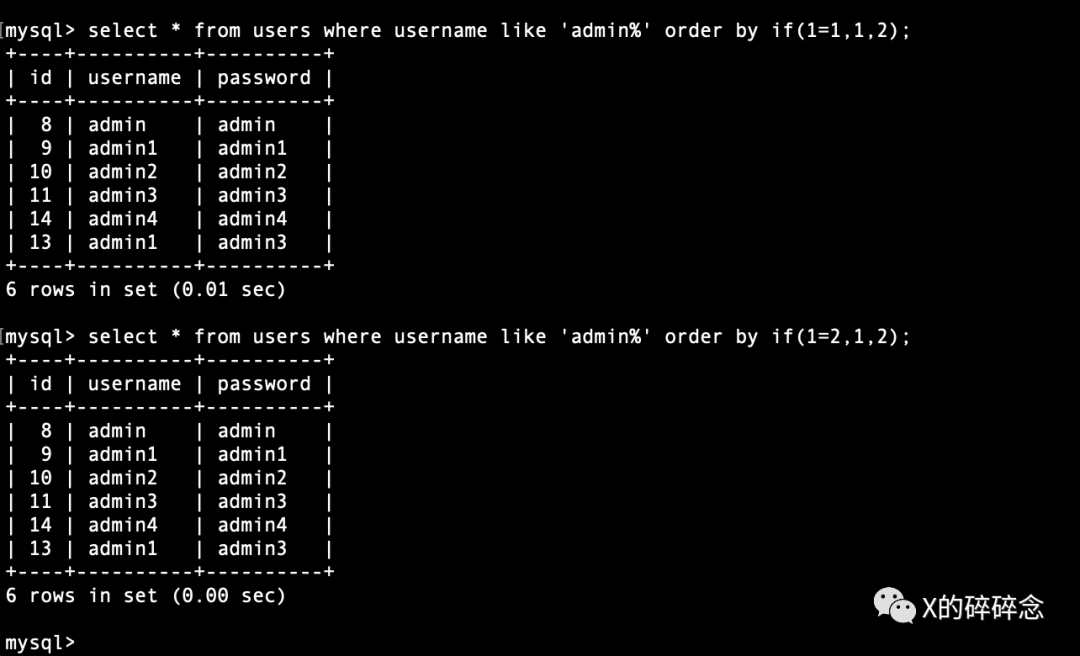 [mysql> select * from users where username like 'admin%' order by if(1=1,1,2);
+----+----------+----------+
| id | username | password |
+----+----------+----------+
|  8 | admin    | admin    |
|  9 | admin1   | admin1   |
| 10 | admin2   | admin2   |
| 11 | admin3   | admin3   |
| 14 | admin4   | admin4   |
| 13 | admin1   | admin3   |
+----+----------+----------+
6 rows in set (0.01 sec)
[mysql> select * from users where username like 'admin%' order by if(1=2,1,2);
+----+----------+----------+
| id | username | password |
+----+----------+----------+
|  8 | admin    | admin    |
|  9 | admin1   | admin1   |
| 10 | admin2   | admin2   |
| 11 | admin3   | admin3   |
| 14 | admin4   | admin4   |
| 13 | admin1   | admin3   |
+----+----------+----------+
6 rows in set (0.00 sec)
X的碎碎念
mysql>